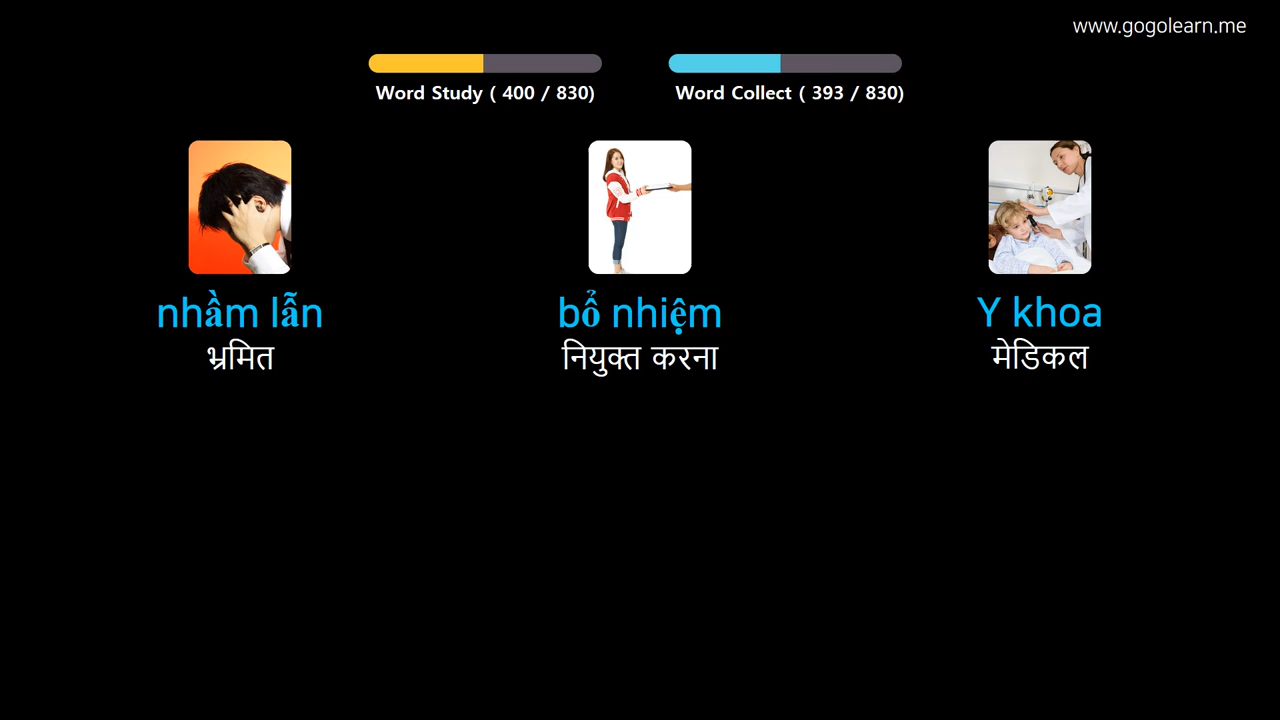 www.gogolearn.me
Word Study ( 400 / 830)
Word Collect ( 393 / 830)
nhầm lẫn
भ्रमित
bổ nhiệm
नियुक्त करना
Y khoa
मेडिकल